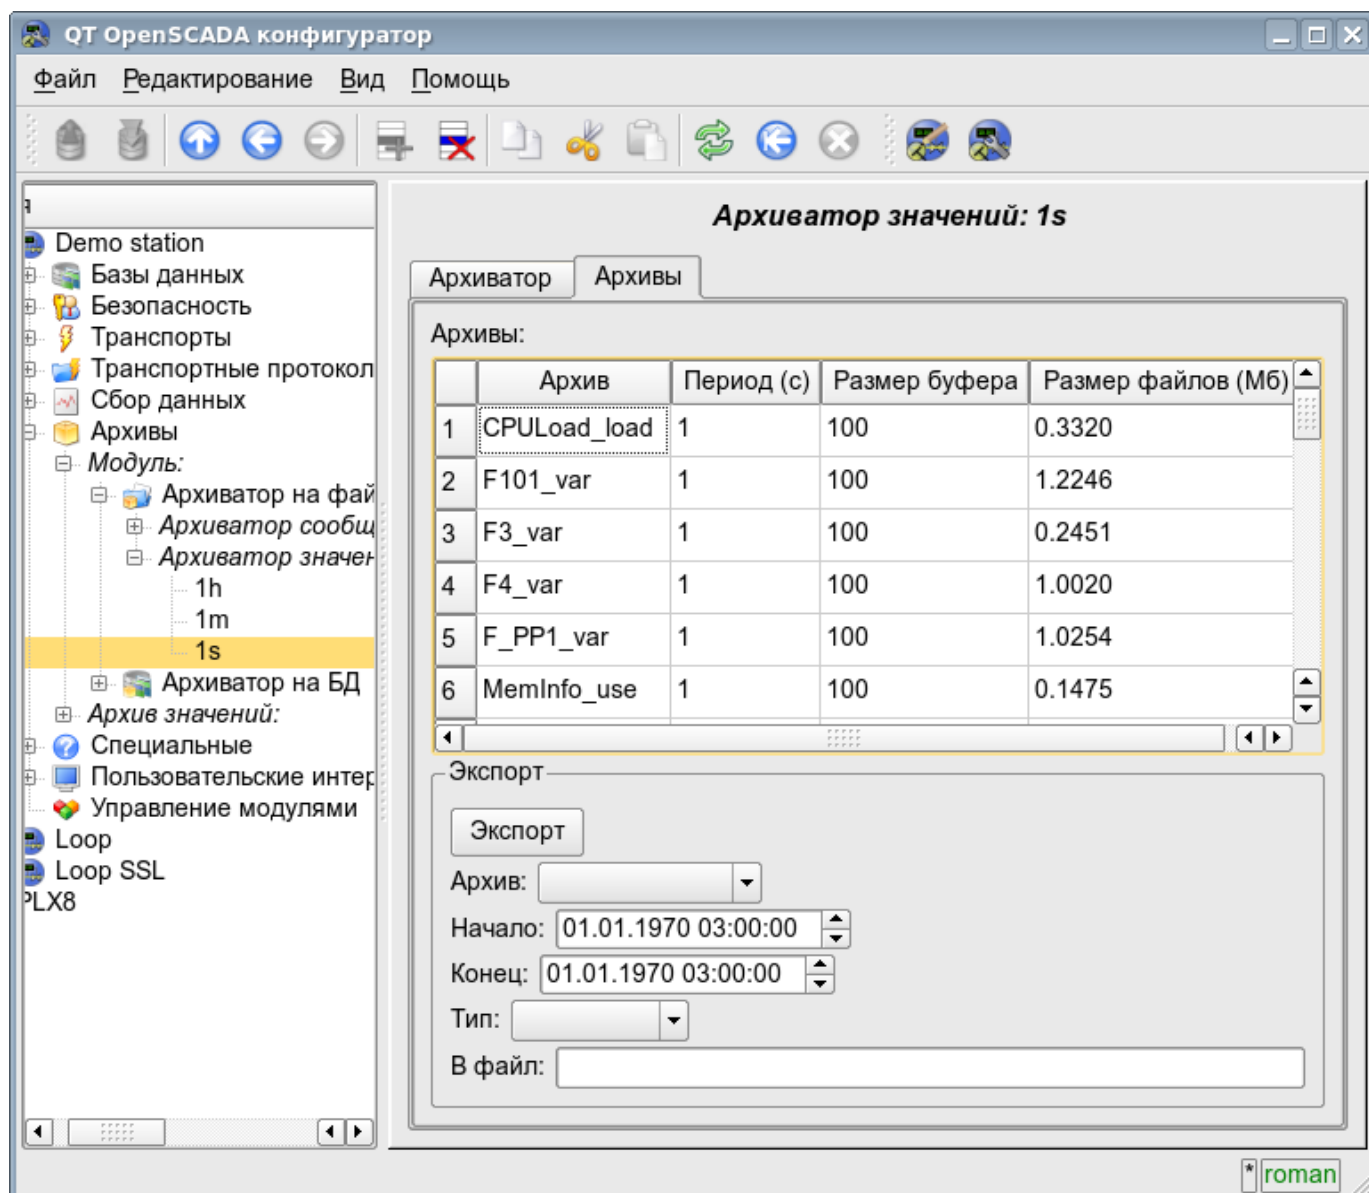 QT OpenSCADA конфигуратор
Файл Редактирование Вид Помощь
я
Demo station
Базы данных
Безопасность
Транспорты
Транспортные протокол
Сбор данных
Архивы
Модуль:
Архиватор на фай
Архиватор сообщ
Архиватор значен
1h
1m
1s
Архиватор на БД
Архив значений:
Специальные
Пользовательские интер
Управление модулями
Loop
Loop SSL
PLX8
Архиватор значений: 1s
Архиватор Архивы
Архивы:
Архив Период (с) Размер буфера Размер файлов (Мб)
1 CPULoad_load 1 100 0.3320
2 F101_var 1 100 1.2246
3 F3_var 1 100 0.2451
4 F4_var 1 100 1.0020
5 F_PP1_var 1 100 1.0254
6 MemInfo_use 1 100 0.1475
Экспорт
Экспорт
Архив:
Начало: 01.01.1970 03:00:00
Конец: 01.01.1970 03:00:00
Тип:
В файл:
* roman